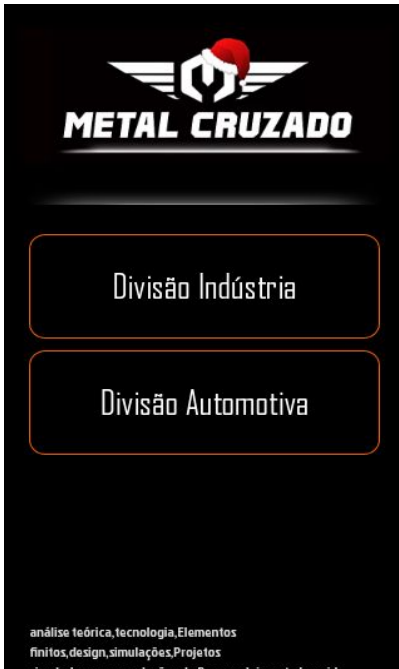 METAL CRUZADO
Divisão Indústria
Divisão Automotiva
análise teórica,tecnologia,Elementos
finitos,design,simulações,Projetos